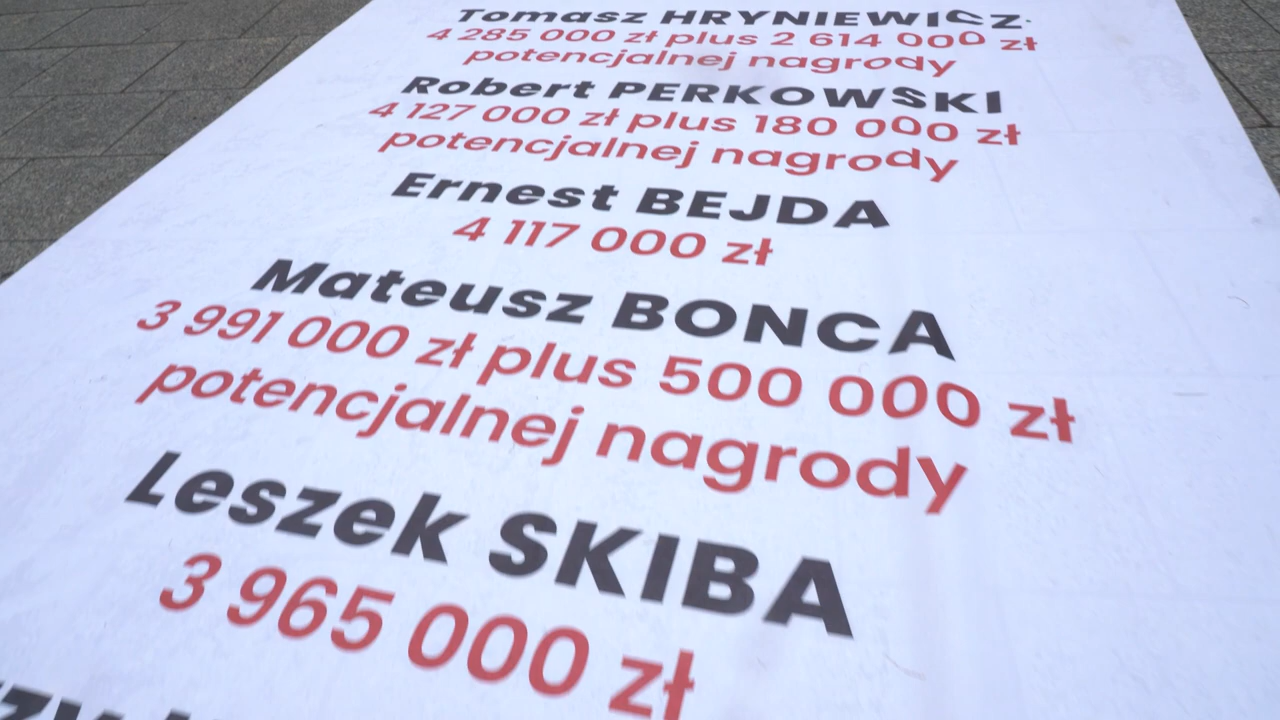 Tomasz HRYNIEWICZ
4 285 000 zł plus 2 614 000 zł
potencjalnej nagrody
Robert PERKOWSKI
4 127 000 zł plus 180 000 zł
potencjalnej nagrody
Ernest BEJDA
4 117 000 zł
Mateusz BONCA
3 991 000 zł plus 500 000 zł
potencjalnej nagrody
Leszek SKIBA
3 965 000 zł